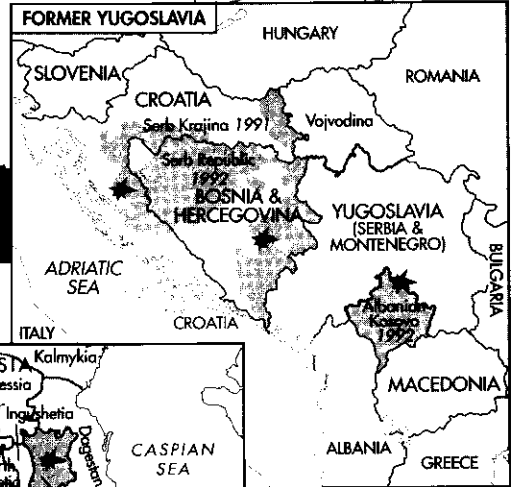 FORMER YUGOSLAVIA
HUNGARY
SLOVENIA
ROMANIA
CROATIA
Vojvodina
Serb Krajina 1991
Serb Republic
1992
BOSNIA &
HERCEGOVINA
YUGOSLAVIA
(SERBIA &
MONTENEGRO)
BULGARIA
ADRIATIC
SEA
Albanian
Kosovo
1992
CROATIA
ITALY
MACEDONIA
ALBANIA
GREECE
Kalmykia
Ingushetia
Dagestan
CASPIAN
SEA